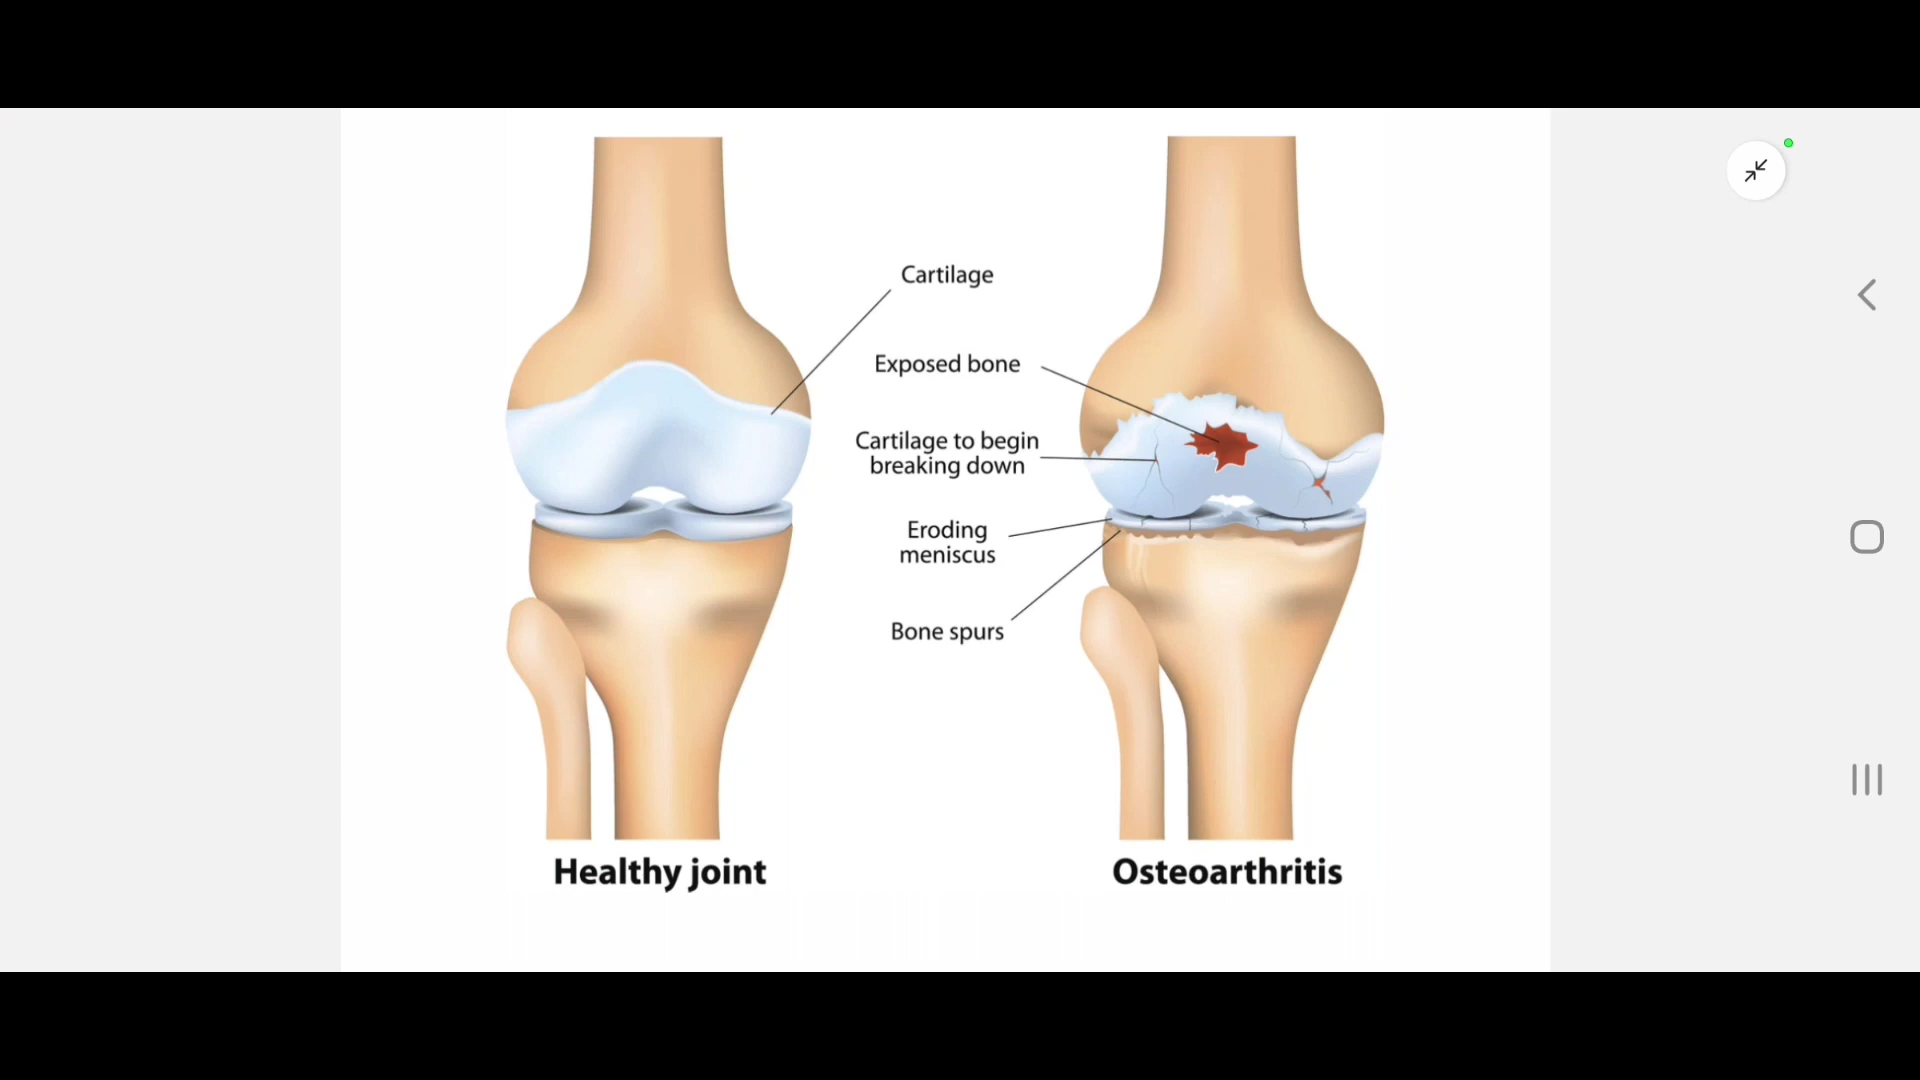 Cartilage
Exposed bone
Cartilage to begin
breaking down
Eroding
meniscus
Bone spurs
Healthy joint
Osteoarthritis